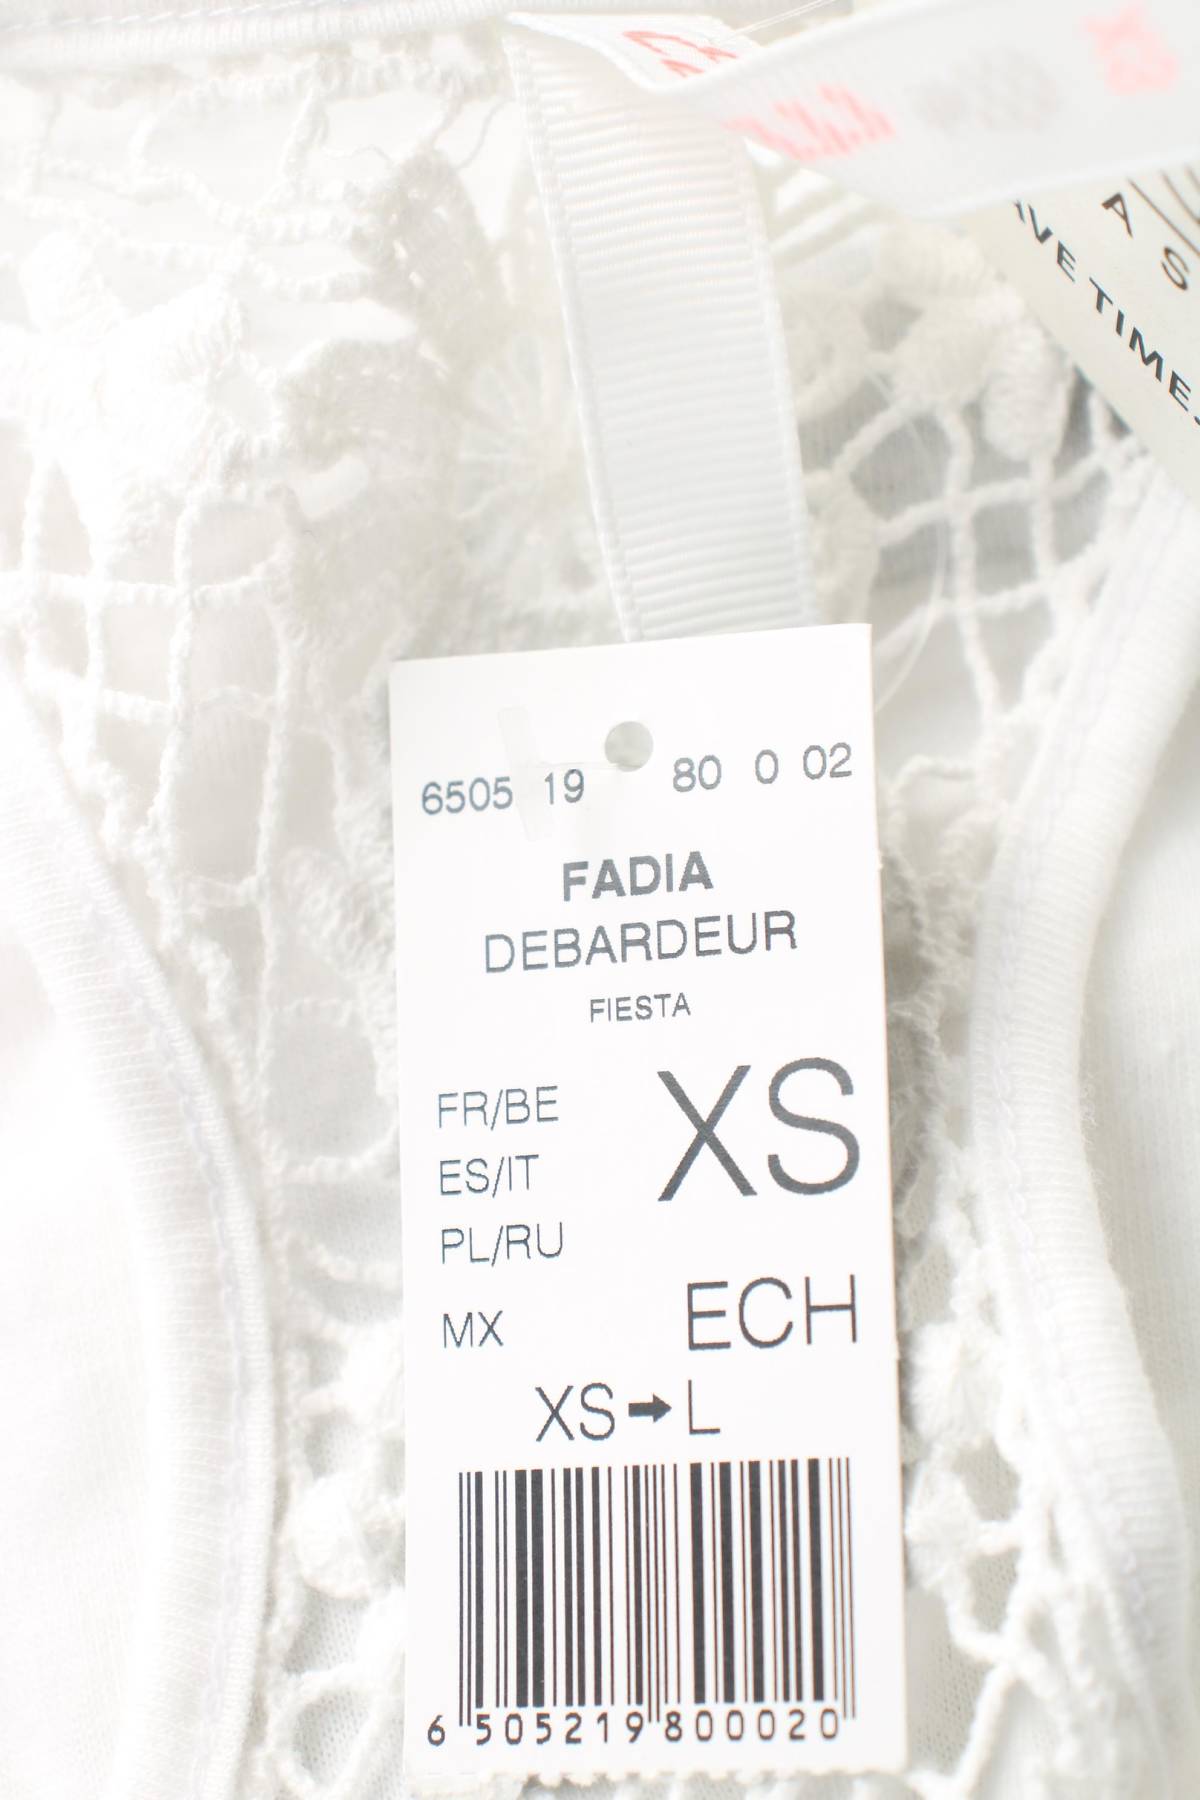 A
S
TIME
6505 19 80 0 02
FADIA
DEBARDEUR
FIESTA
FR/BE
ES/IT XS
PL/RU
MX ECH
XS➡L
6 505219 800020